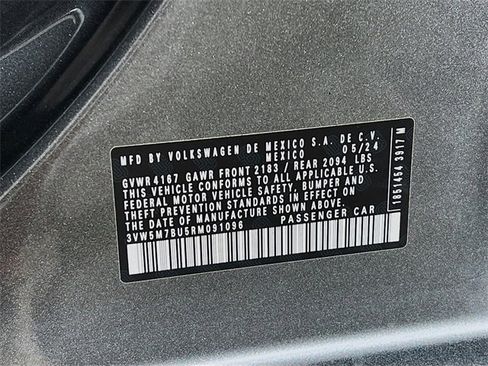 MFD BY VOLKSWAGEN DE MEXICO S.A. DE C.V.
MEXICO 05/24
GVWR 4167 GAWR FRONT 2183 / REAR 2094 LBS
THIS VEHICLE CONFORMS TO ALL APPLICABLE
FEDERAL MOTOR VEHICLE SAFETY, BUMPER AND
THEFT PREVENTION STANDARDS IN EFFECT ON
THE DATE OF MANUFACTURE SHOWN ABOVE.
3VW5M7BU5RM091096 PASSENGER CAR
1851454 3917 M